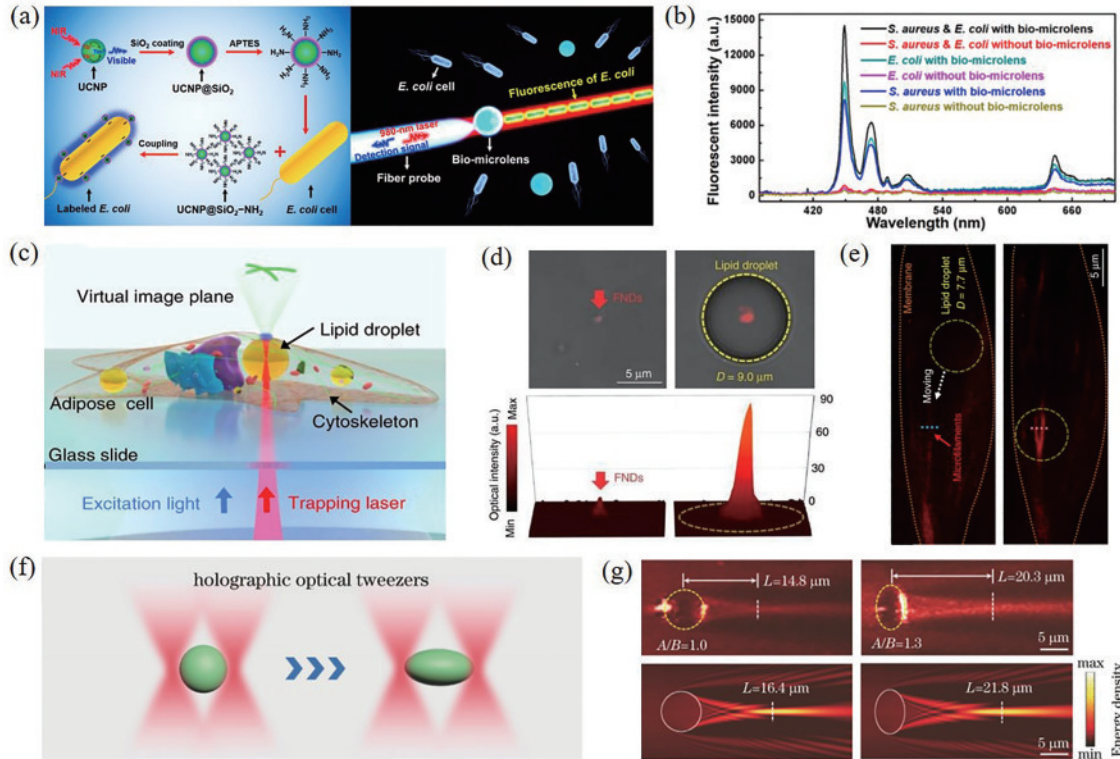 (a)
NIR
NIR
Visible
UCNP
SiO₂ coating
UCNP@SiO₂
APTES
NH₂
Coupling
Labeled E. coli
UCNP@SiO₂−NH₂
E. coli cell
E. coli
cell
Fluorescence of E. coli
980-nm laser
Detection signal
Fiber probe
Bio-microlens
(b)
Fluorescent intensity (a.u.)
15000
12000
9000
6000
3000
0
S. aureus & E. coli with bio-microlens
S. aureus & E. coli without bio-microlens
E. coli with bio-microlens
E. coli without bio-microlens
S. aureus with bio-microlens
S. aureus without bio-microlens
420 480 540 600 660
Wavelength (nm)
(c)
Virtual image plane
Lipid droplet
Adipose cell
Cytoskeleton
Glass slide
Excitation light
Trapping laser
(d)
FNDs
5 μm
Lipid droplet
D = 9.0 μm
Optical intensity (a.u.)
Max
Min
FNDs
90
60
30
0
(e)
Membrane
Lipid droplet
D = 7.7 μm
Moving
Microfilaments
5 μm
(f)
holographic optical tweezers
(g)
L=14.8 μm
A/B=1.0
L=20.3 μm
A/B=1.3
5 μm
L=16.4 μm
L=21.8 μm
5 μm
max
min
Energy density